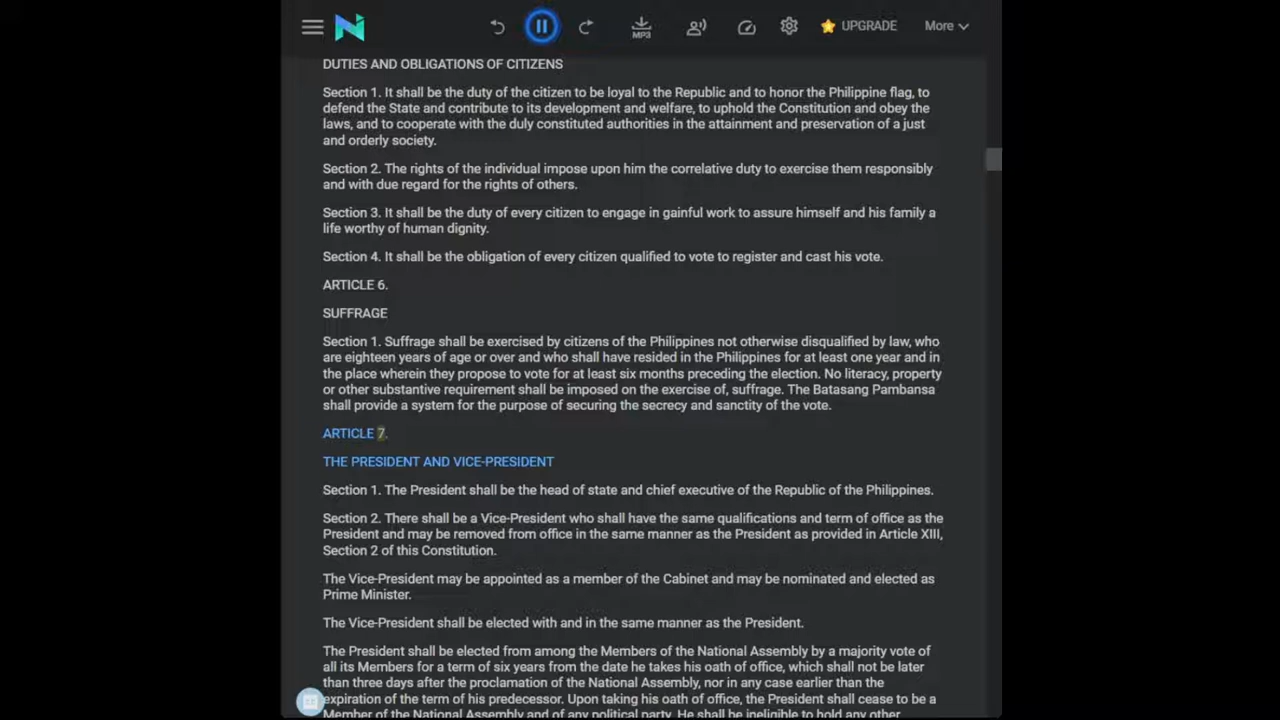 MP3
UPGRADE
More
DUTIES AND OBLIGATIONS OF CITIZENS
Section 1. It shall be the duty of the citizen to be loyal to the Republic and to honor the Philippine flag, to
defend the State and contribute to its development and welfare, to uphold the Constitution and obey the
laws, and to cooperate with the duly constituted authorities in the attainment and preservation of a just
and orderly society.
Section 2. The rights of the individual impose upon him the correlative duty to exercise them responsibly
and with due regard for the rights of others.
Section 3. It shall be the duty of every citizen to engage in gainful work to assure himself and his family a
life worthy of human dignity.
Section 4. It shall be the obligation of every citizen qualified to vote to register and cast his vote.
ARTICLE 6.
SUFFRAGE
Section 1. Suffrage shall be exercised by citizens of the Philippines not otherwise disqualified by law, who
are eighteen years of age or over and who shall have resided in the Philippines for at least one year and in
the place wherein they propose to vote for at least six months preceding the election. No literacy, property
or other substantive requirement shall be imposed on the exercise of, suffrage. The Batasang Pambansa
shall provide a system for the purpose of securing the secrecy and sanctity of the vote.
ARTICLE 7.
THE PRESIDENT AND VICE-PRESIDENT
Section 1. The President shall be the head of state and chief executive of the Republic of the Philippines.
Section 2. There shall be a Vice-President who shall have the same qualifications and term of office as the
President and may be removed from office in the same manner as the President as provided in Article XIII,
Section 2 of this Constitution.
The Vice-President may be appointed as a member of the Cabinet and may be nominated and elected as
Prime Minister.
The Vice-President shall be elected with and in the same manner as the President.
The President shall be elected from among the Members of the National Assembly by a majority vote of
all its Members for a term of six years from the date he takes his oath of office, which shall not be later
than three days after the proclamation of the National Assembly, nor in any case earlier than the
expiration of the term of his predecessor. Upon taking his oath of office, the President shall cease to be a
Member of the National Assembly and of any political party. He shall be ineligible to hold any other